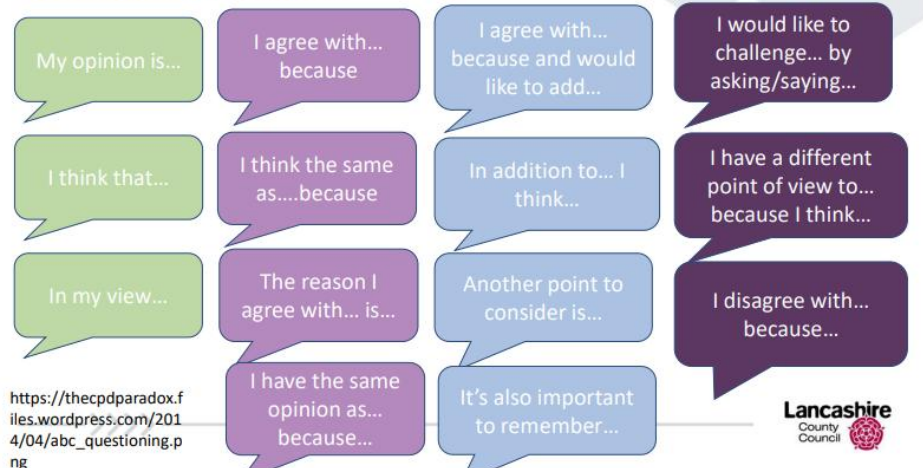 My opinion is...
I think that...
In my view...
I agree with...
because
I think the same
as....because
The reason I
agree with... is...
I have the same
opinion as...
because...
I agree with...
because and would
like to add...
In addition to... I
think...
Another point to
consider is...
It’s also important
to remember...
I would like to
challenge... by
asking/saying...
I have a different
point of view to...
because I think...
I disagree with...
because...
https://thecpdparadox.f
iles.wordpress.com/201
4/04/abc_questioning.p
ng
Lancashire
County
Council